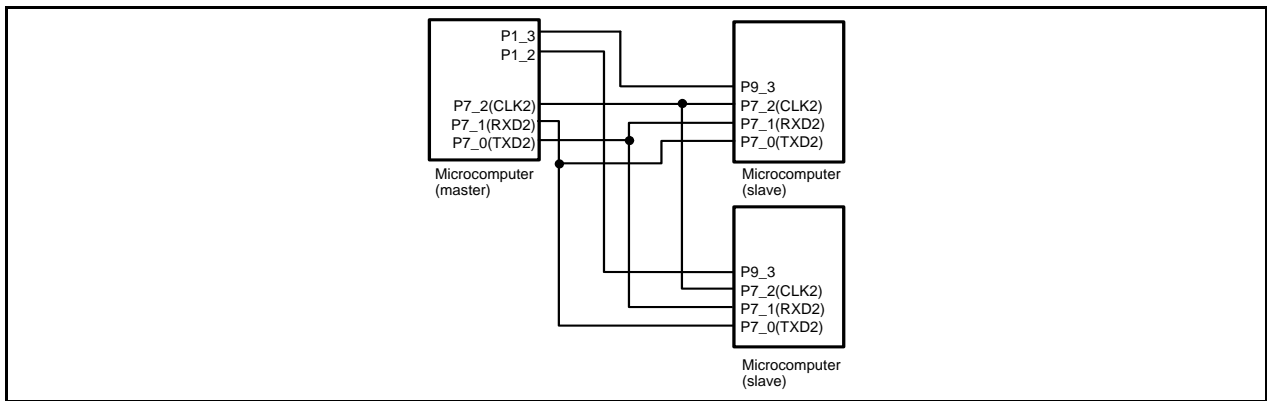 P1_3
P1_2
P7_2(CLK2)
P7_1(RXD2)
P7_0(TXD2)
Microcomputer
(master)
P9_3
P7_2(CLK2)
P7_1(RXD2)
P7_0(TXD2)
Microcomputer
(slave)
P9_3
P7_2(CLK2)
P7_1(RXD2)
P7_0(TXD2)
Microcomputer
(slave)